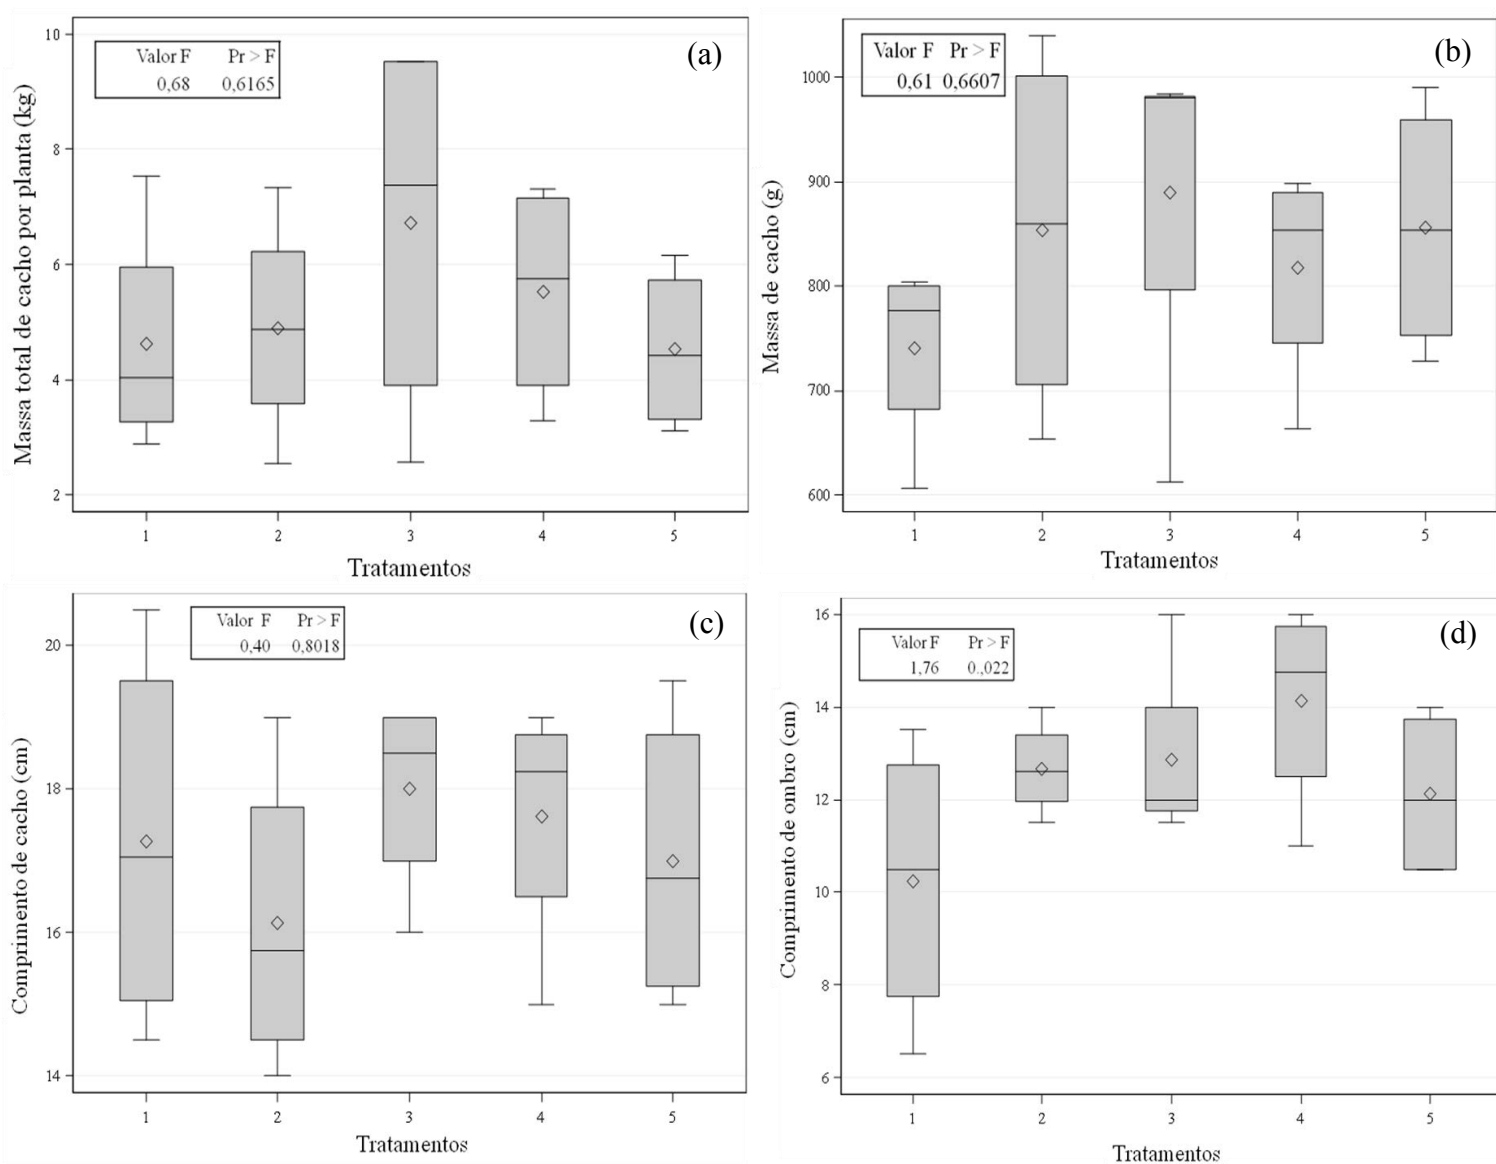 (a)
Valor F Pr > F
0,68 0,6165
Massa total de cacho por planta (kg)
10
8
6
4
2
1 2 3 4 5
Tratamentos
(b)
Valor F Pr > F
0,61 0,6607
Massa de cacho (g)
1000
900
800
700
600
1 2 3 4 5
Tratamentos
(c)
Valor F Pr > F
0,40 0,8018
Comprimento de cacho (cm)
20
18
16
14
1 2 3 4 5
Tratamentos
(d)
Valor F Pr > F
1,76 0.,022
Comprimento de ombro (cm)
16
14
12
10
8
6
1 2 3 4 5
Tratamentos